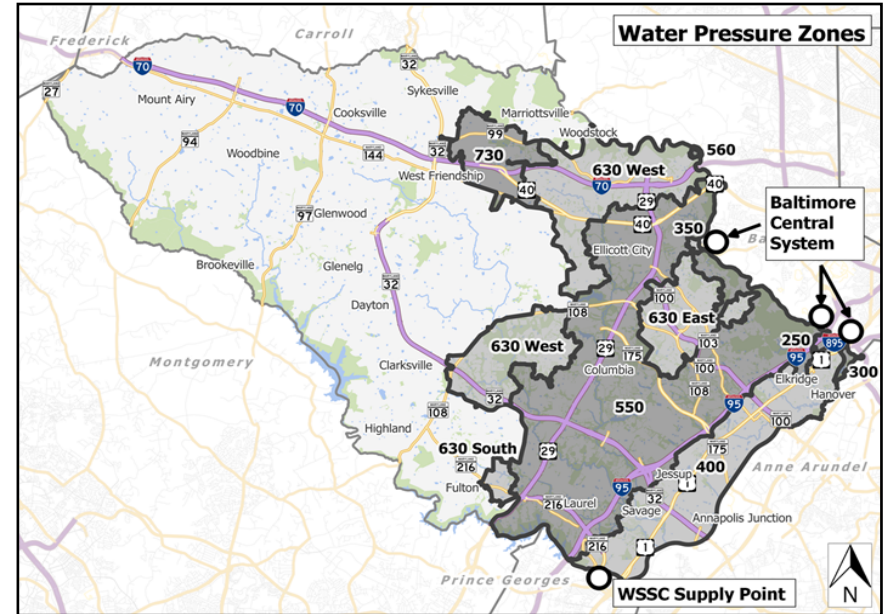 Water Pressure Zones
Frederick
Carroll
32
70
27
Mount Airy
Sykesville
70
Cooksville
Marriottsville
99
Woodstock
94
144
32
730
560
Woodbine
West Friendship
630 West
40
70
40
29
Baltimore
Central
System
97
Glenwood
40
350
Ellicott City
Ba
Brookeville
Glenelg
32
100
Dayton
108
630 East
250
895
Montgomery
630 West
29
175
103
95
1
300
Clarksville
Columbia
100
Elkridge
32
108
Hanover
108
550
95
100
Highland
29
175
630 South
400
Anne Arundel
216
Jessup
1
Fulton
95
32
216
Laurel
Savage
Annapolis Junction
216
1
Prince Georges
WSSC Supply Point
N